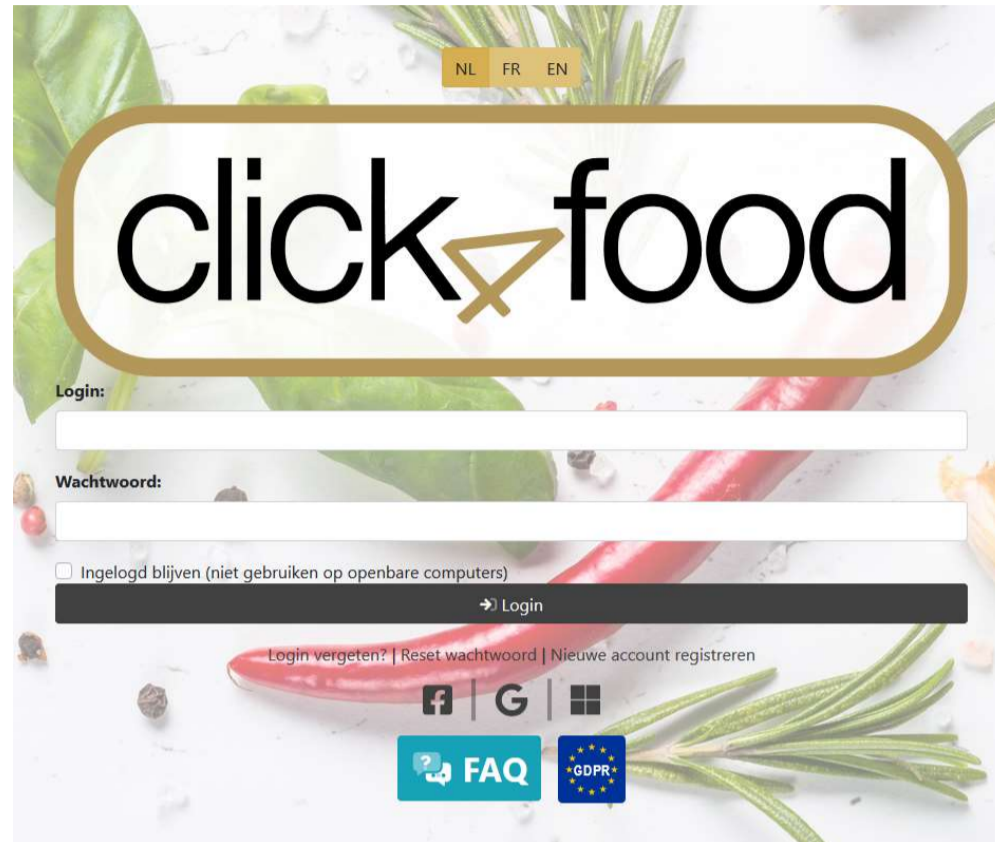 NL FR EN
click4food
Login:
Wachtwoord:
Ingelogd blijven (niet gebruiken op openbare computers)
Login
Login vergeten? | Reset wachtwoord | Nieuwe account registreren
FAQ GDPR